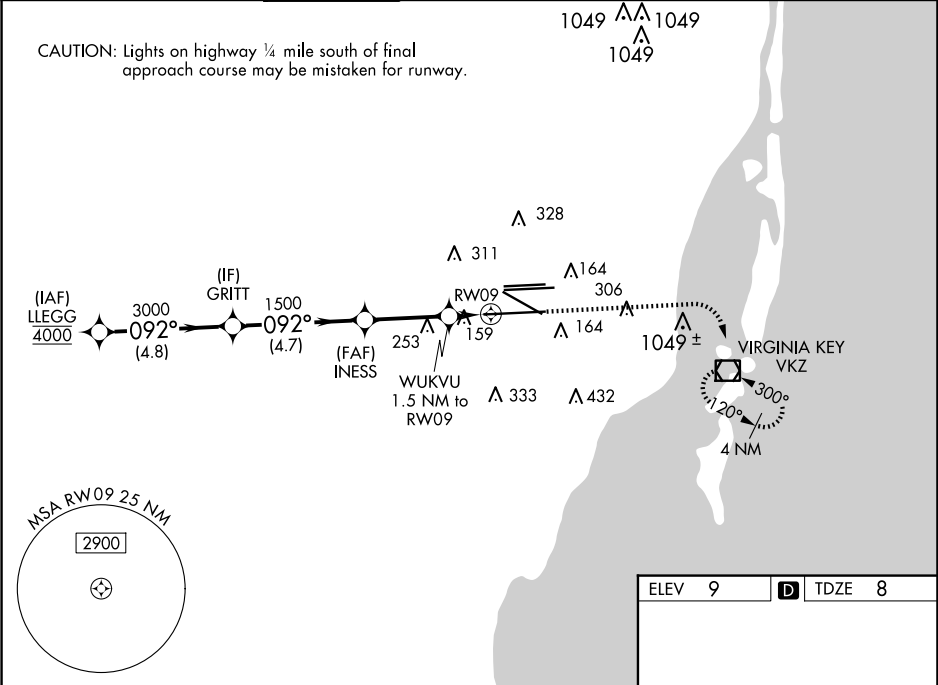 1049 1049
1049
CAUTION: Lights on highway ¼ mile south of final
approach course may be mistaken for runway.
328
311
164
(IF)
GRITT
RW09
306
(IAF)
LLEGG
4000
3000
092°
(4.8)
1500
092°
(4.7)
253
159
164
1049 ±
(FAF)
INESS
VIRGINIA KEY
VKZ
WUKVU
1.5 NM to
RW09
333
432
300°
120°
4 NM
MSA RW09 25 NM
2900
ELEV 9 D TDZE 8